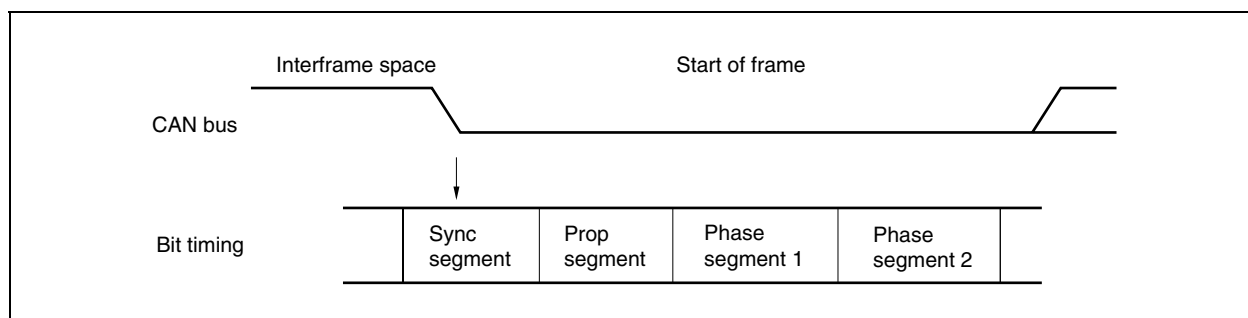 Interframe space
Start of frame
CAN bus
Bit timing
Sync
segment
Prop
segment
Phase
segment 1
Phase
segment 2